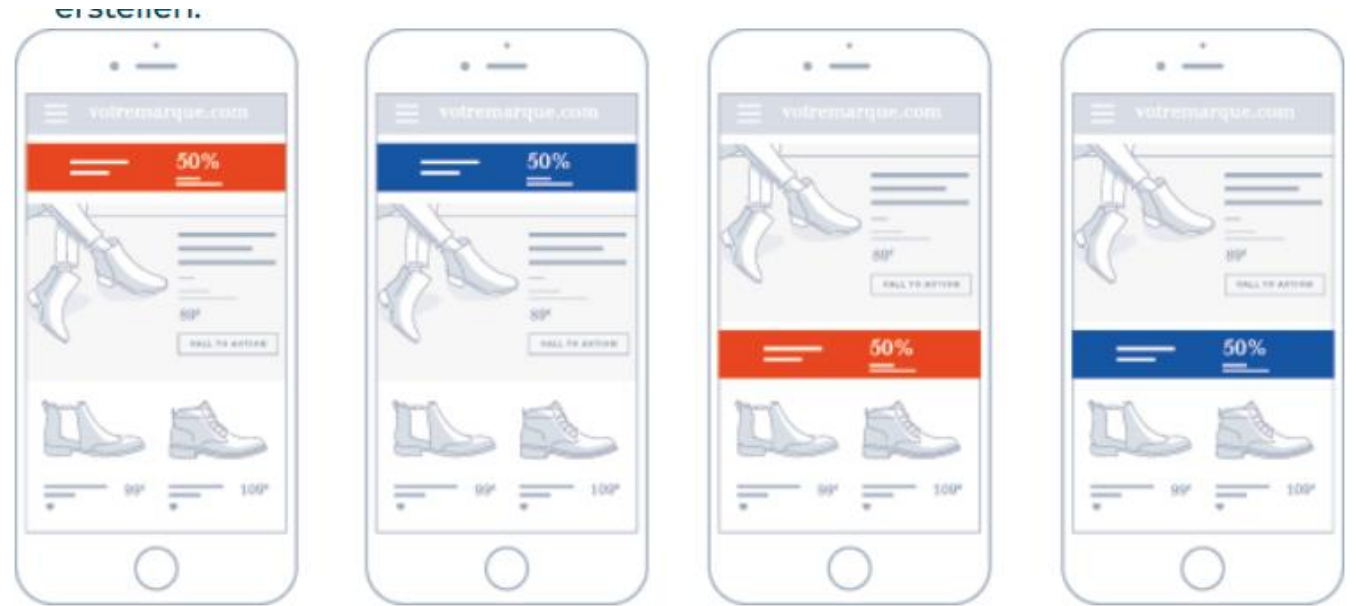 erstellen.
votremarque.com
50%
89€
CALL TO ACTION
99€ 109€
votremarque.com
50%
89€
CALL TO ACTION
99€ 109€
votremarque.com
89€
CALL TO ACTION
50%
99€ 109€
votremarque.com
89€
CALL TO ACTION
50%
99€ 109€